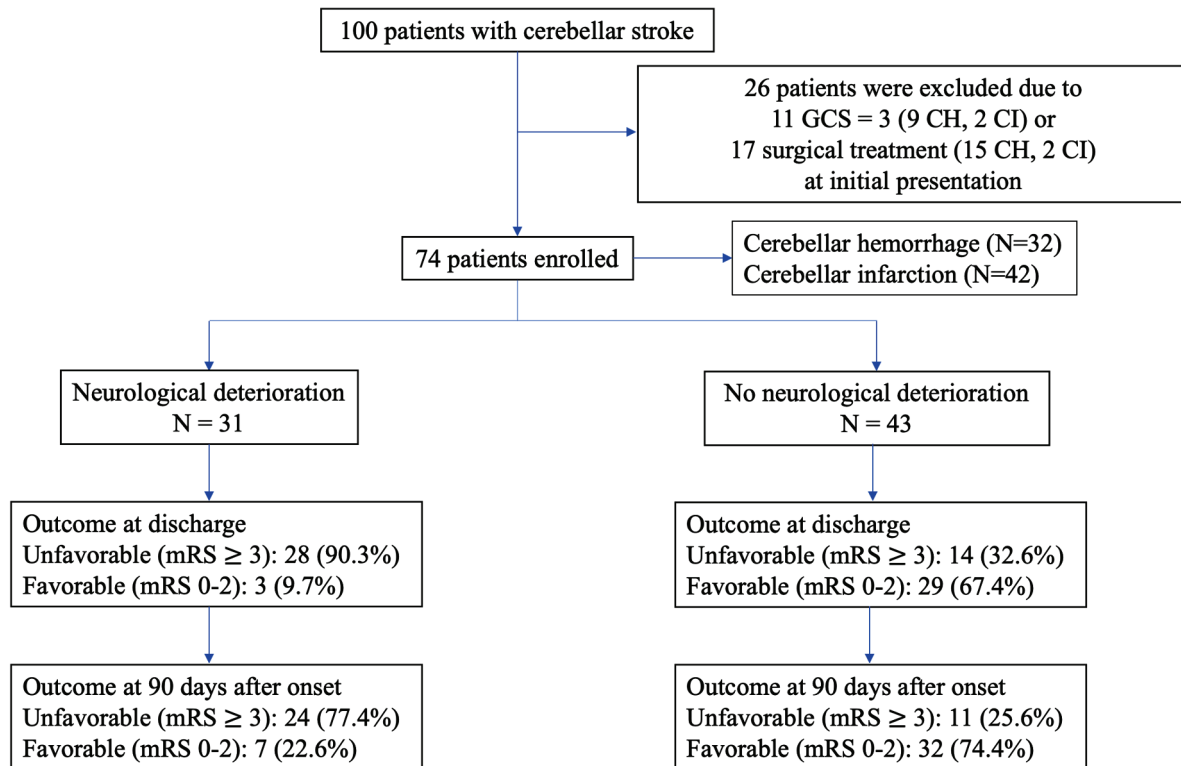 100 patients with cerebellar stroke
26 patients were excluded due to
11 GCS = 3 (9 CH, 2 CI) or
17 surgical treatment (15 CH, 2 CI)
at initial presentation
74 patients enrolled
Cerebellar hemorrhage (N=32)
Cerebellar infarction (N=42)
Neurological deterioration
N = 31
No neurological deterioration
N = 43
Outcome at discharge
Unfavorable (mRS ≥ 3): 28 (90.3%)
Favorable (mRS 0-2): 3 (9.7%)
Outcome at discharge
Unfavorable (mRS ≥ 3): 14 (32.6%)
Favorable (mRS 0-2): 29 (67.4%)
Outcome at 90 days after onset
Unfavorable (mRS ≥ 3): 24 (77.4%)
Favorable (mRS 0-2): 7 (22.6%)
Outcome at 90 days after onset
Unfavorable (mRS ≥ 3): 11 (25.6%)
Favorable (mRS 0-2): 32 (74.4%)